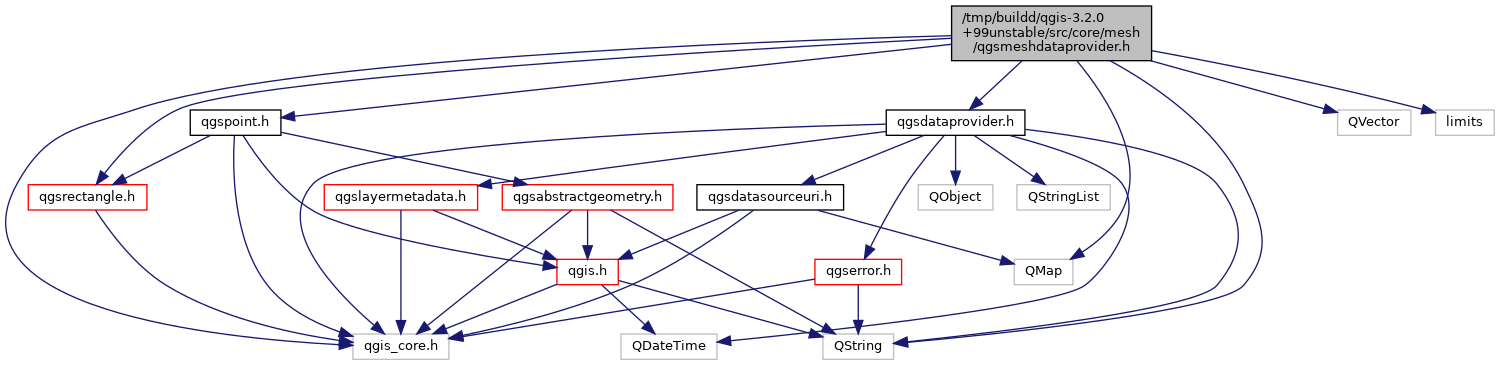 /tmp/buildd/qgis-3.2.0
+99unstable/src/core/mesh
/qgsmeshdataprovider.h
qgspoint.h
qgsdataprovider.h
QVector
limits
qgsrectangle.h
qgslayermetadata.h
qgsabstractgeometry.h
qgsdatasourceuri.h
QObject
QStringList
qgis.h
qgserror.h
QMap
qgis_core.h
QDateTime
QString